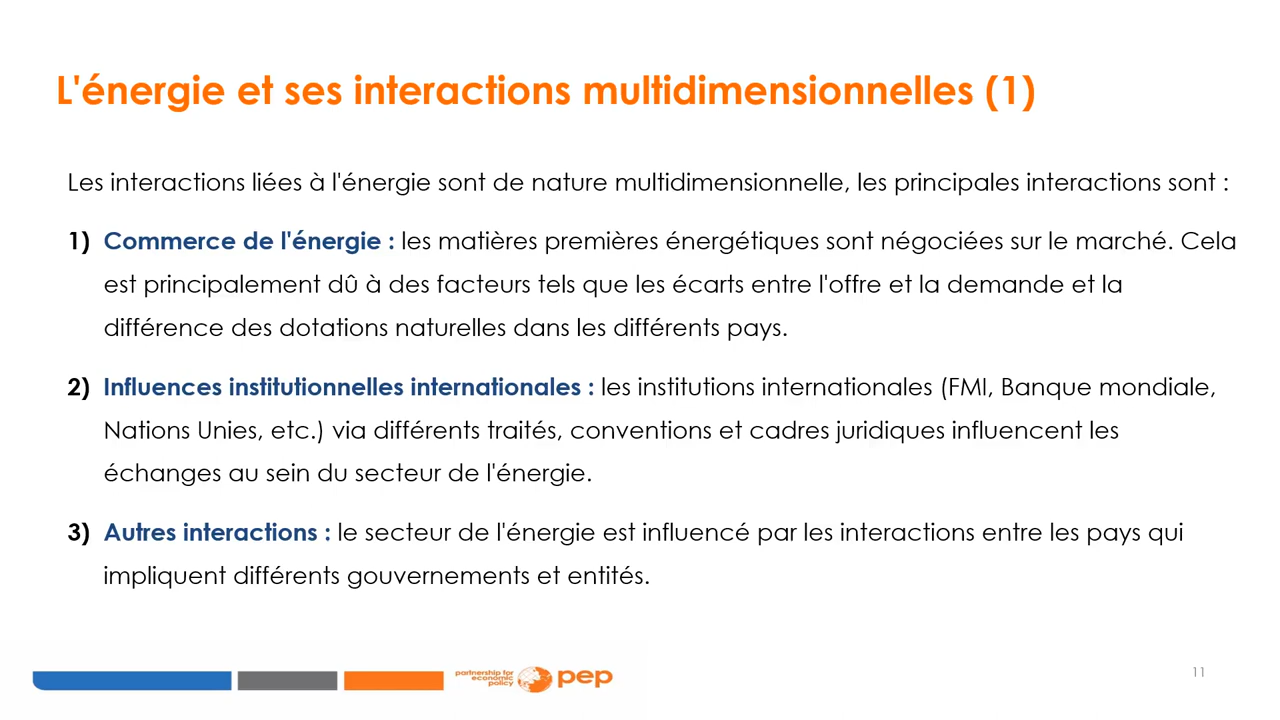 L'énergie et ses interactions multidimensionnelles (1)
Les interactions liées à l'énergie sont de nature multidimensionnelle, les principales interactions sont :
1) Commerce de l'énergie : les matières premières énergétiques sont négociées sur le marché. Cela
est principalement dû à des facteurs tels que les écarts entre l'offre et la demande et la
différence des dotations naturelles dans les différents pays.
2) Influences institutionnelles internationales : les institutions internationales (FMI, Banque mondiale,
Nations Unies, etc.) via différents traités, conventions et cadres juridiques influencent les
échanges au sein du secteur de l'énergie.
3) Autres interactions : le secteur de l'énergie est influencé par les interactions entre les pays qui
impliquent différents gouvernements et entités.
partnership for
economic
policy
pep
11